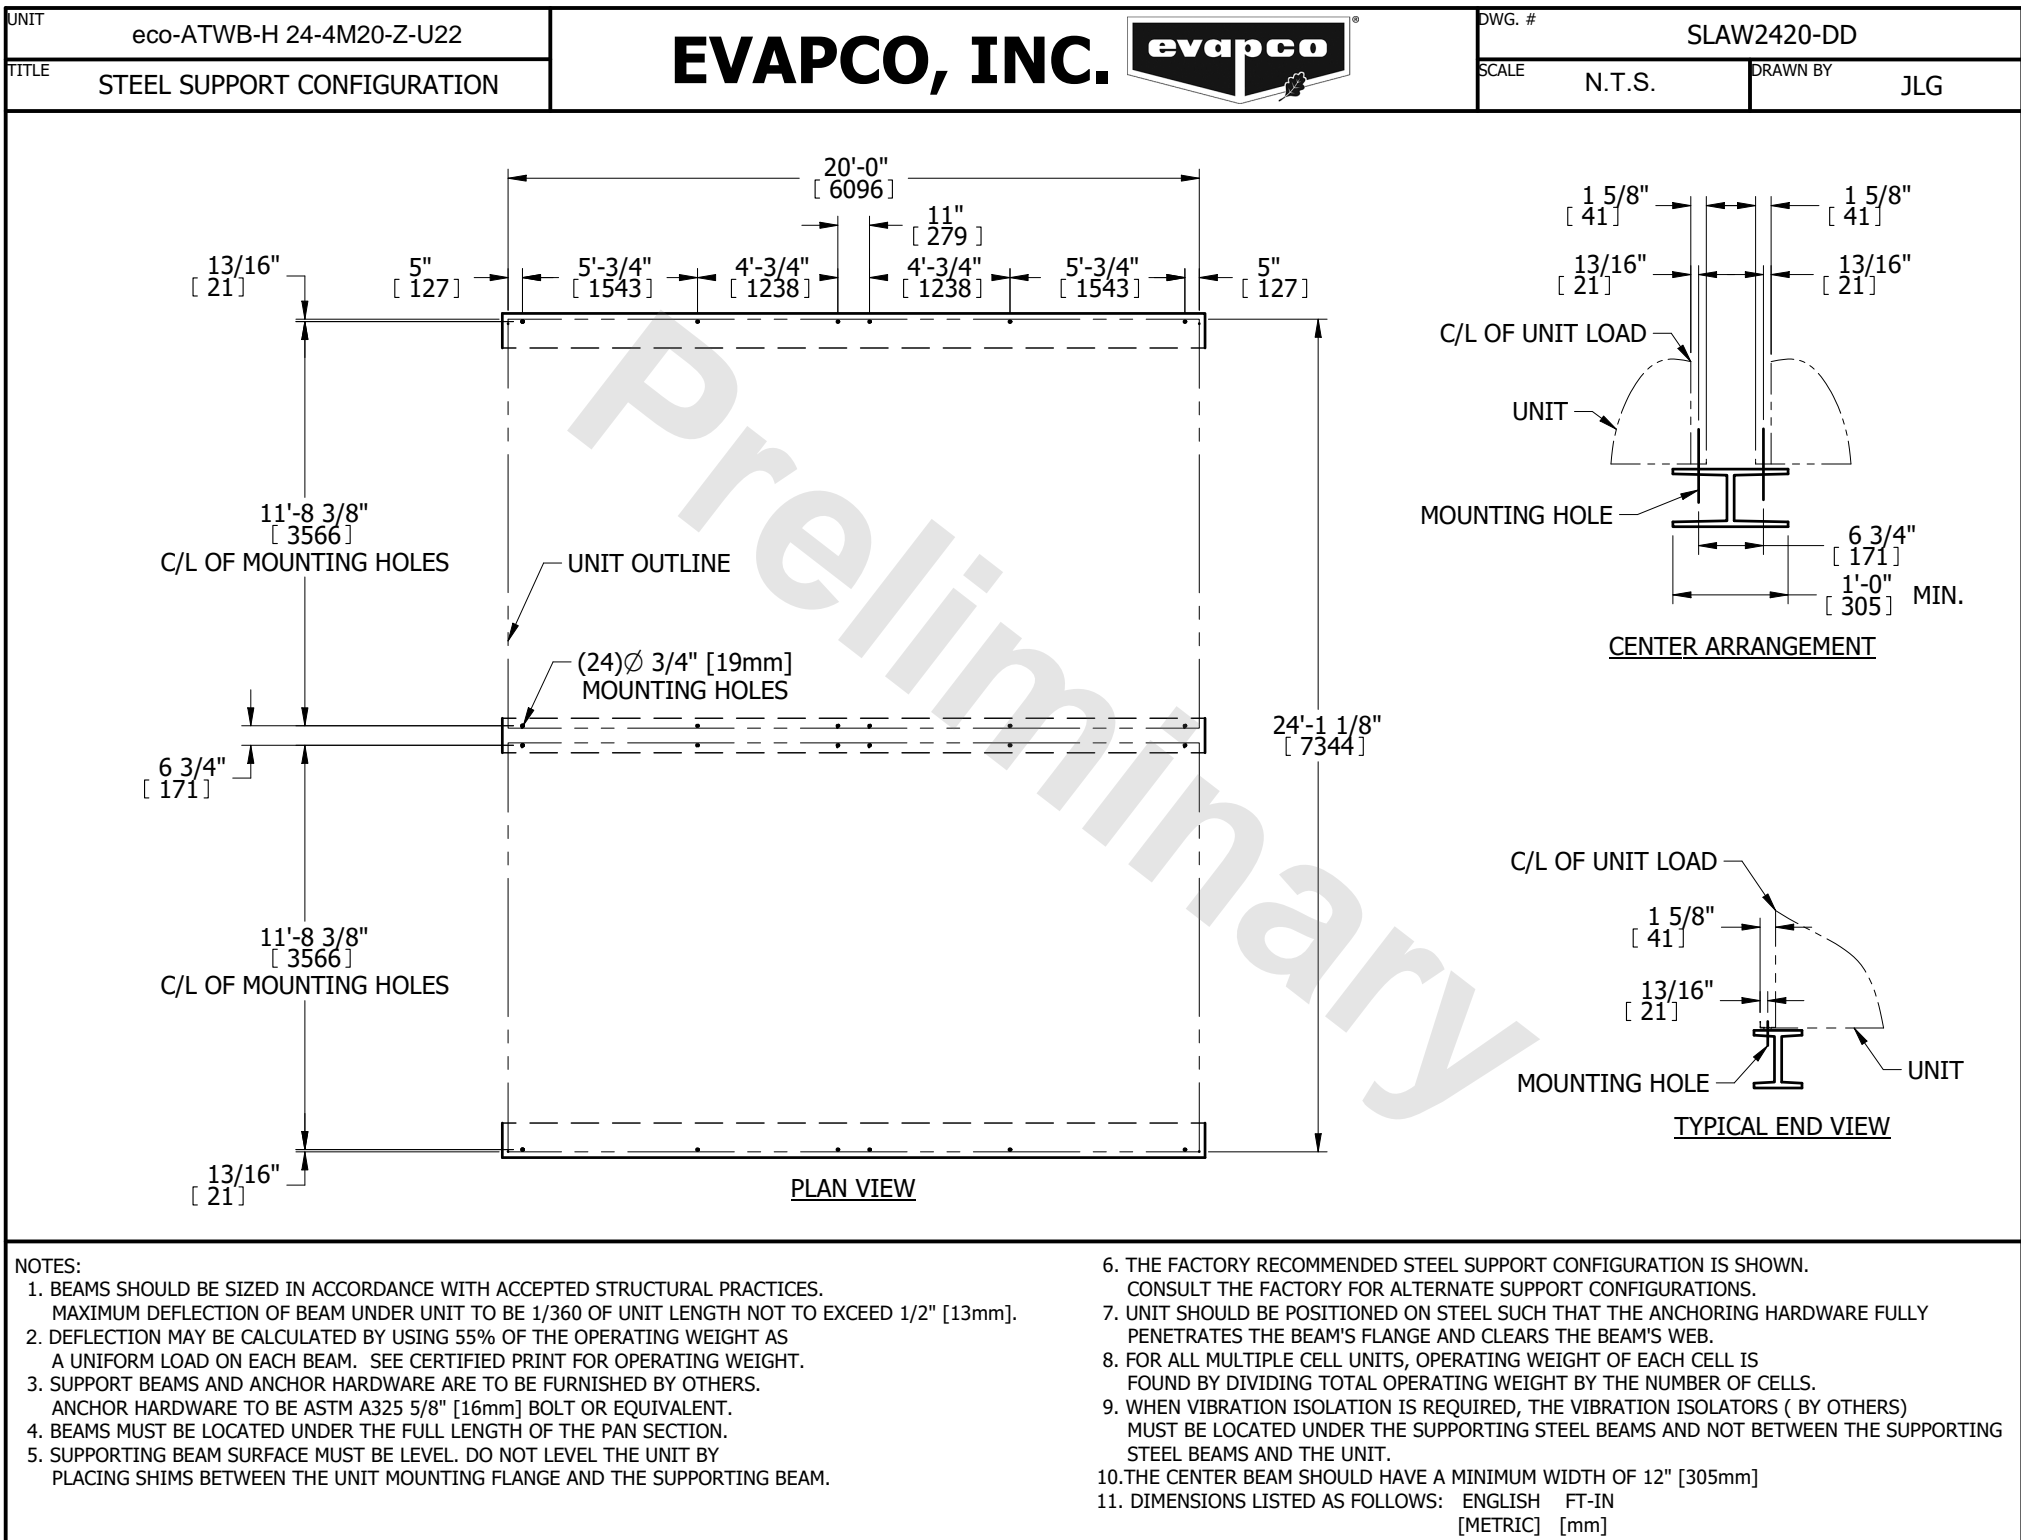 UNIT
eco-ATWB-H 24-4M20-Z-U22
TITLE
STEEL SUPPORT CONFIGURATION
EVAPCO, INC.
evapco
®
DWG. #
SLAW2420-DD
SCALE
N.T.S.
DRAWN BY
JLG
20'-0"
[ 6096]
11"
[ 279 ]
13/16"
[ 21]
5"
[ 127]
5'-3/4"
[ 1543]
4'-3/4"
[ 1238]
4'-3/4"
[ 1238]
5'-3/4"
[ 1543]
5"
[ 127]
11'-8 3/8"
[ 3566]
C/L OF MOUNTING HOLES
UNIT OUTLINE
(24)∅ 3/4" [19mm]
MOUNTING HOLES
6 3/4"
[ 171]
24'-1 1/8"
[ 7344]
11'-8 3/8"
[ 3566]
C/L OF MOUNTING HOLES
13/16"
[ 21]
PLAN VIEW
Preliminary
1 5/8"
[ 41]
1 5/8"
[ 41]
13/16"
[ 21]
13/16"
[ 21]
C/L OF UNIT LOAD
UNIT
MOUNTING HOLE
6 3/4"
[ 171]
1'-0"
[ 305]
MIN.
CENTER ARRANGEMENT
C/L OF UNIT LOAD
1 5/8"
[ 41]
13/16"
[ 21]
MOUNTING HOLE
UNIT
TYPICAL END VIEW
NOTES:
1. BEAMS SHOULD BE SIZED IN ACCORDANCE WITH ACCEPTED STRUCTURAL PRACTICES.
MAXIMUM DEFLECTION OF BEAM UNDER UNIT TO BE 1/360 OF UNIT LENGTH NOT TO EXCEED 1/2" [13mm].
2. DEFLECTION MAY BE CALCULATED BY USING 55% OF THE OPERATING WEIGHT AS
A UNIFORM LOAD ON EACH BEAM. SEE CERTIFIED PRINT FOR OPERATING WEIGHT.
3. SUPPORT BEAMS AND ANCHOR HARDWARE ARE TO BE FURNISHED BY OTHERS.
ANCHOR HARDWARE TO BE ASTM A325 5/8" [16mm] BOLT OR EQUIVALENT.
4. BEAMS MUST BE LOCATED UNDER THE FULL LENGTH OF THE PAN SECTION.
5. SUPPORTING BEAM SURFACE MUST BE LEVEL. DO NOT LEVEL THE UNIT BY
PLACING SHIMS BETWEEN THE UNIT MOUNTING FLANGE AND THE SUPPORTING BEAM.
6. THE FACTORY RECOMMENDED STEEL SUPPORT CONFIGURATION IS SHOWN.
CONSULT THE FACTORY FOR ALTERNATE SUPPORT CONFIGURATIONS.
7. UNIT SHOULD BE POSITIONED ON STEEL SUCH THAT THE ANCHORING HARDWARE FULLY
PENETRATES THE BEAM'S FLANGE AND CLEARS THE BEAM'S WEB.
8. FOR ALL MULTIPLE CELL UNITS, OPERATING WEIGHT OF EACH CELL IS
FOUND BY DIVIDING TOTAL OPERATING WEIGHT BY THE NUMBER OF CELLS.
9. WHEN VIBRATION ISOLATION IS REQUIRED, THE VIBRATION ISOLATORS ( BY OTHERS)
MUST BE LOCATED UNDER THE SUPPORTING STEEL BEAMS AND NOT BETWEEN THE SUPPORTING
STEEL BEAMS AND THE UNIT.
10.THE CENTER BEAM SHOULD HAVE A MINIMUM WIDTH OF 12" [305mm]
11. DIMENSIONS LISTED AS FOLLOWS: ENGLISH FT-IN
[METRIC] [mm]